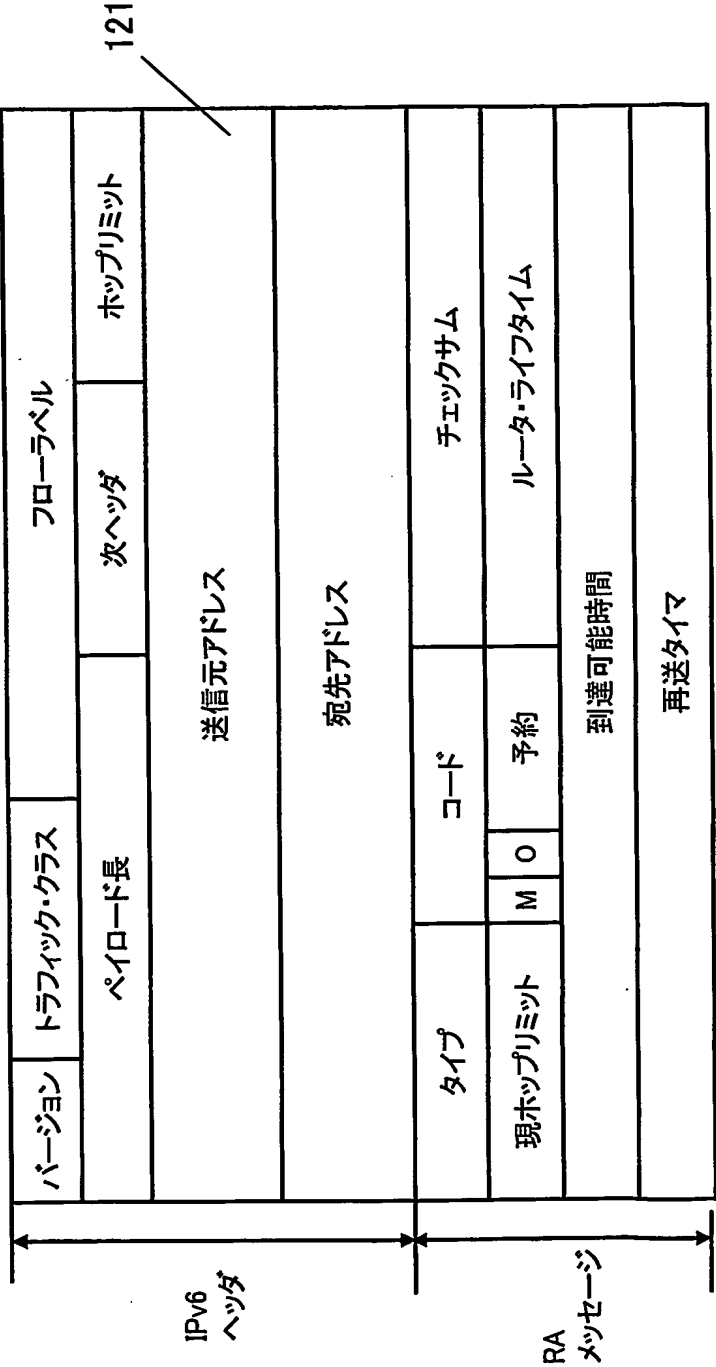 121
バージョン
トラフィック・クラス
フローラベル
ペイロード長
次ヘッダ
ホップリミット
送信元アドレス
宛先アドレス
IPv6
ヘッダ
タイプ
コード
チェックサム
現ホップリミット
M
O
予約
ルータ・ライフタイム
到達可能時間
再送タイマ
RA
メッセージ